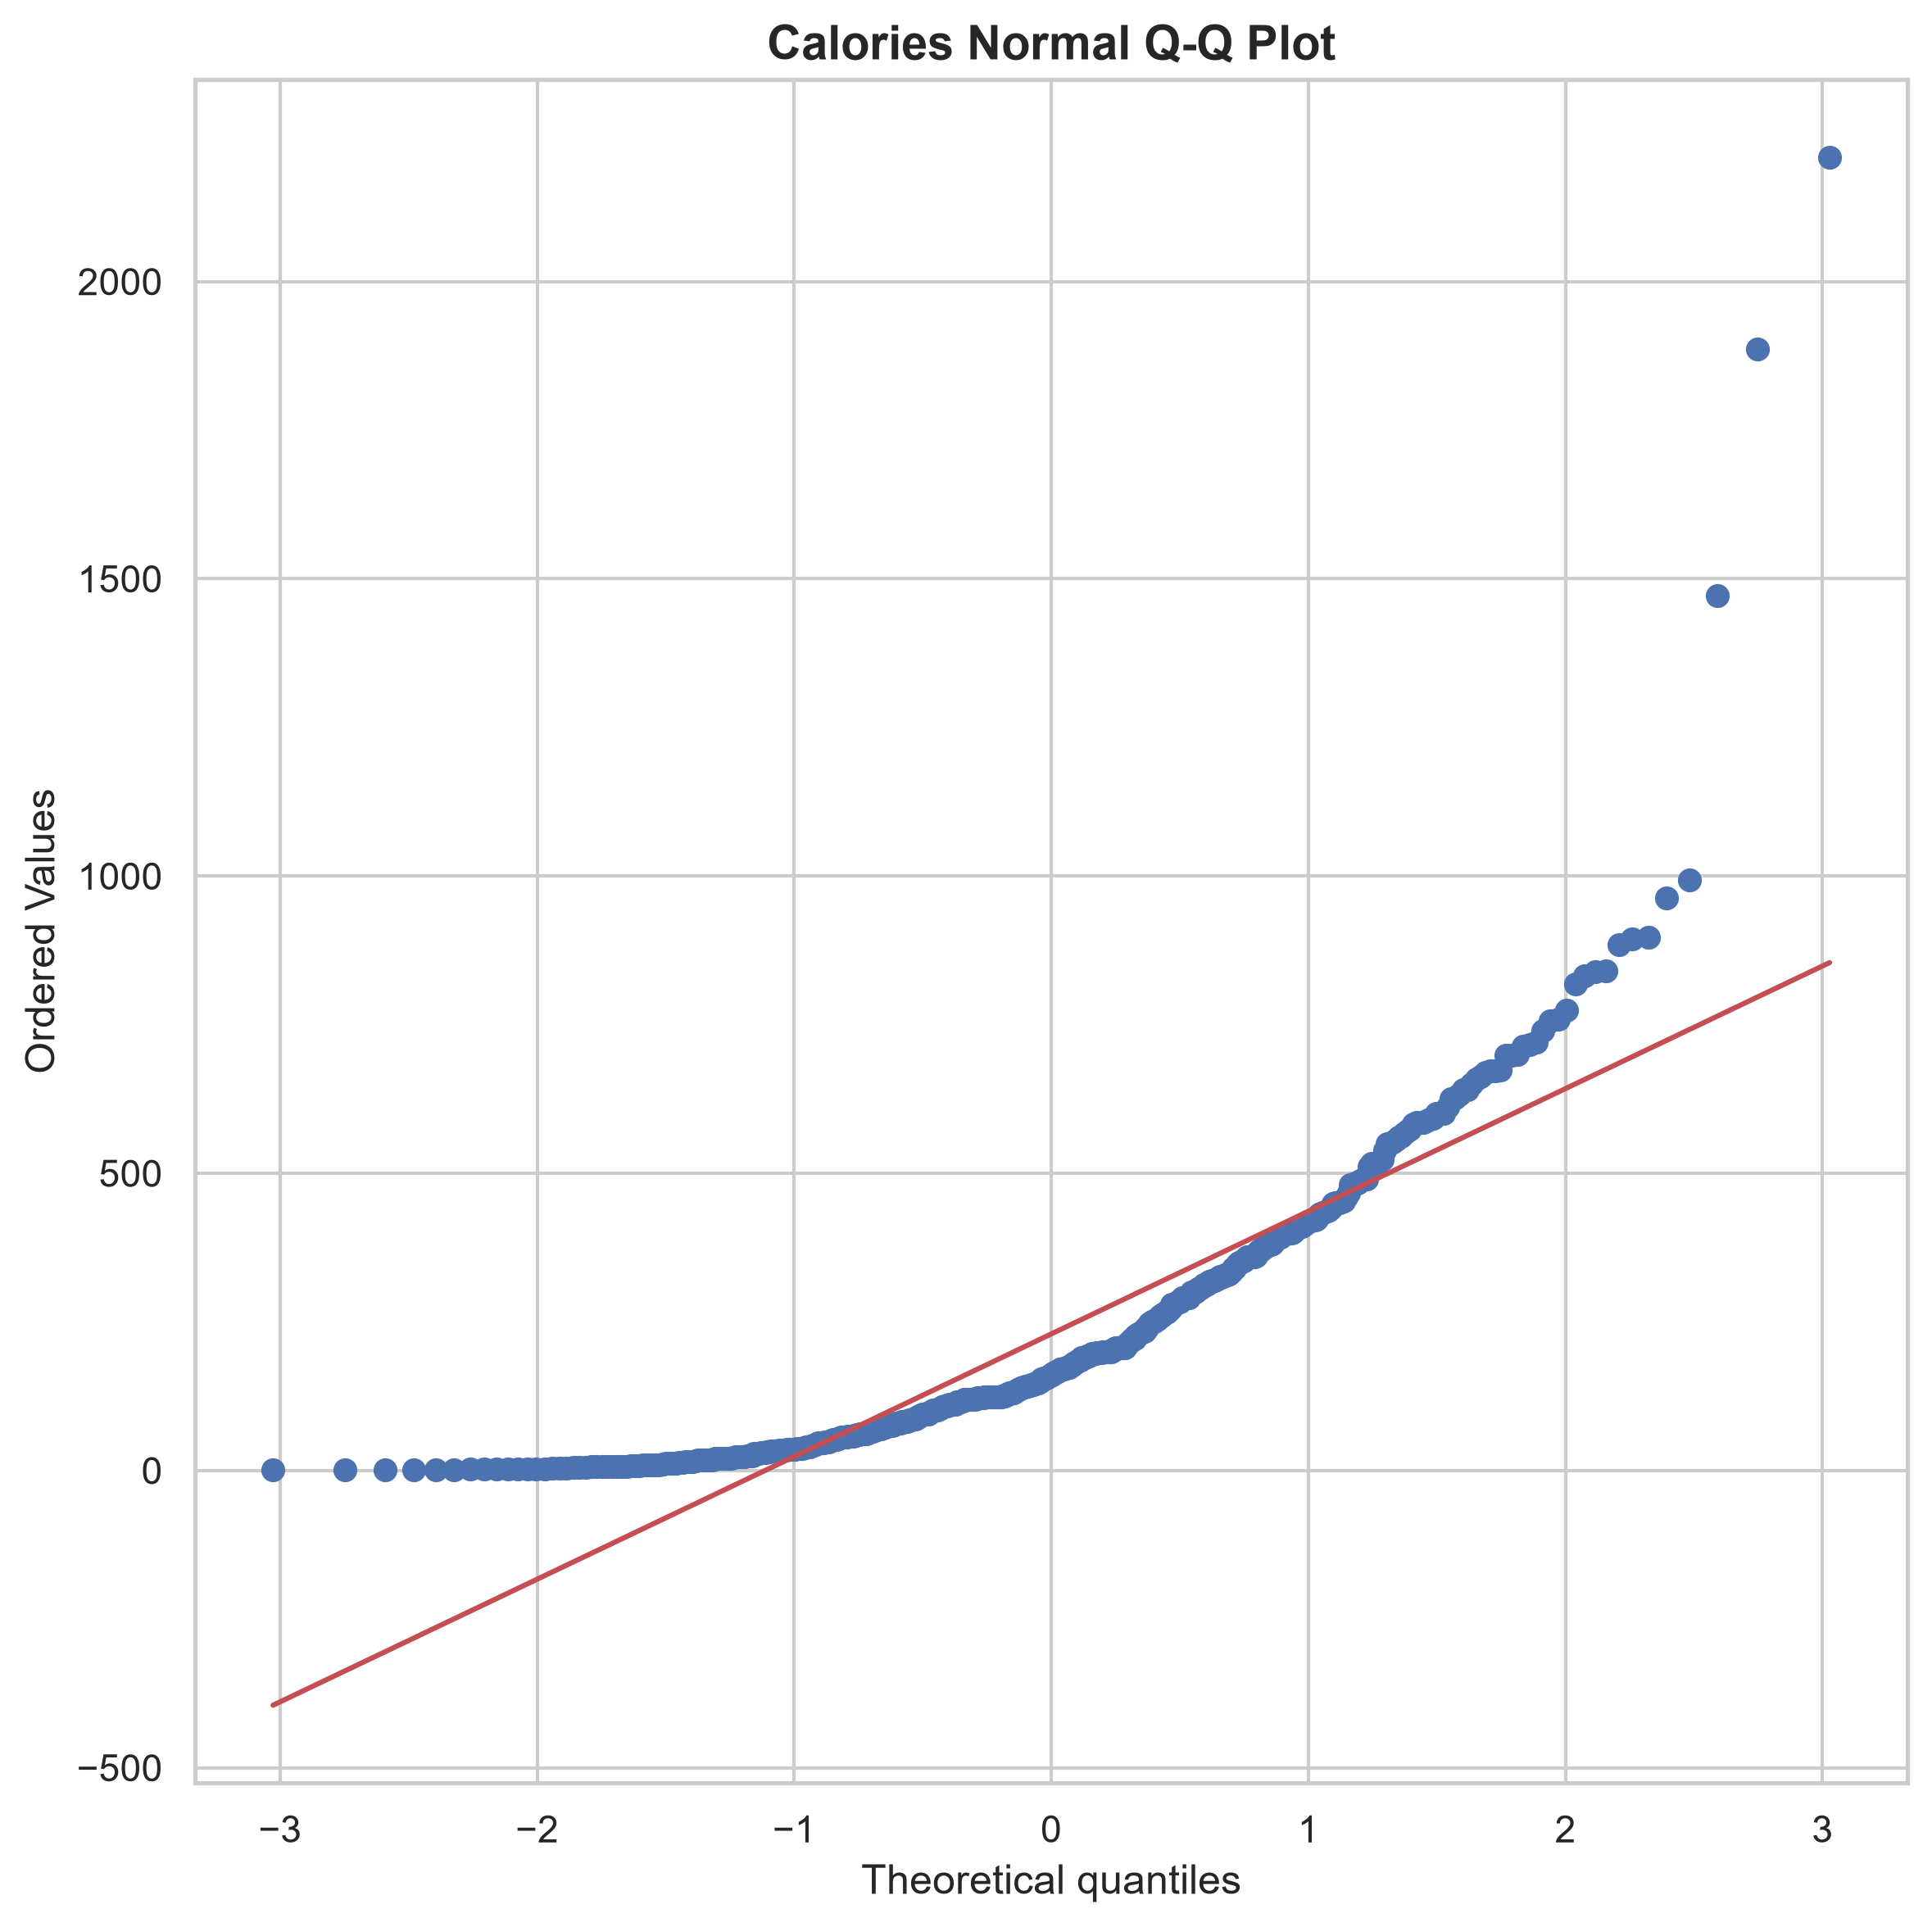 Calories Normal Q-Q Plot
Ordered Values
2000
1500
1000
500
0
−500
−3 −2 −1 0 1 2 3
Theoretical quantiles